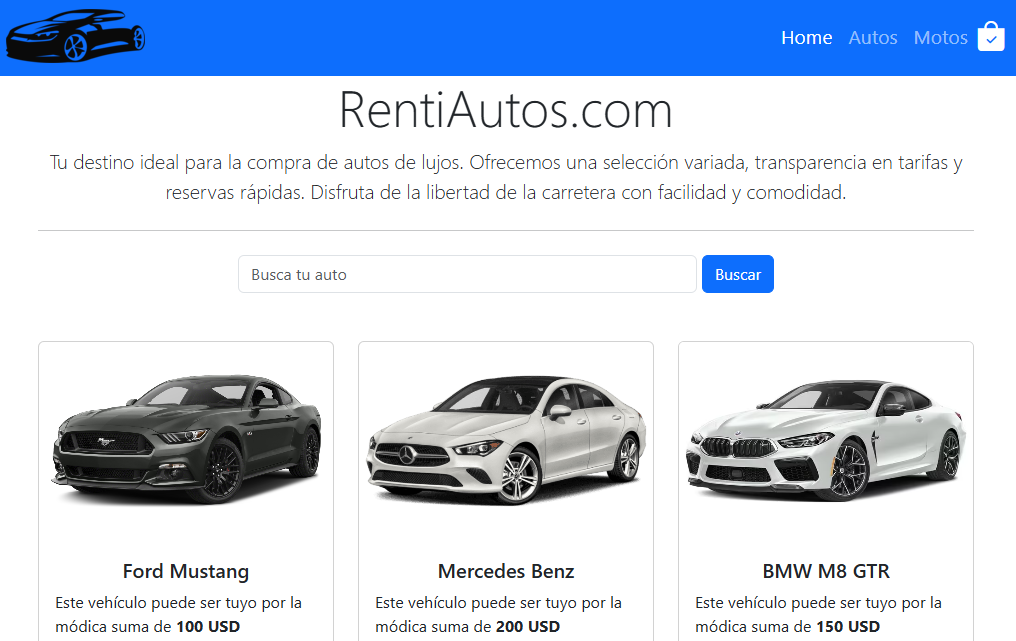 Home Autos Motos
RentiAutos.com
Tu destino ideal para la compra de autos de lujos. Ofrecemos una selección variada, transparencia en tarifas y
reservas rápidas. Disfruta de la libertad de la carretera con facilidad y comodidad.
Busca tu auto Buscar
Ford Mustang
Este vehículo puede ser tuyo por la
módica suma de 100 USD
Mercedes Benz
Este vehículo puede ser tuyo por la
módica suma de 200 USD
BMW M8 GTR
Este vehículo puede ser tuyo por la
módica suma de 150 USD